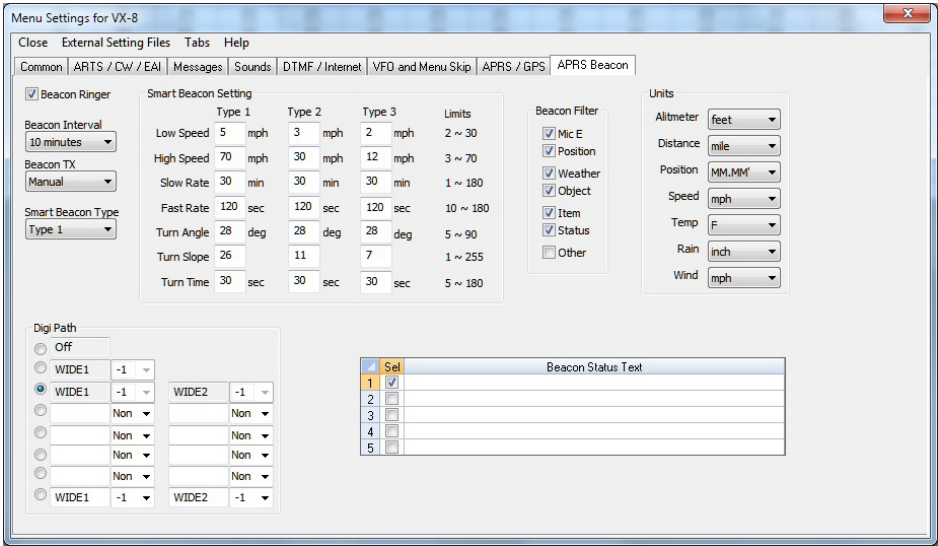 Menu Settings for VX-8
Close External Setting Files Tabs Help
Common ARTS / CW / EAI Messages Sounds DTMF / Internet VFO and Menu Skip APRS / GPS APRS Beacon
Beacon Ringer
Beacon Interval
10 minutes
Beacon TX
Manual
Smart Beacon Type
Type 1
Smart Beacon Setting
Type 1 Type 2 Type 3 Limits
Low Speed 5 mph 3 mph 2 mph 2 ~ 30
High Speed 70 mph 30 mph 12 mph 3 ~ 70
Slow Rate 30 min 30 min 30 min 1 ~ 180
Fast Rate 120 sec 120 sec 120 sec 10 ~ 180
Turn Angle 28 deg 28 deg 28 deg 5 ~ 90
Turn Slope 26 11 7 1 ~ 255
Turn Time 30 sec 30 sec 30 sec 5 ~ 180
Beacon Filter
Mic E
Position
Weather
Object
Item
Status
Other
Units
Altimeter feet
Distance mile
Position MM.MM'
Speed mph
Temp F
Rain inch
Wind mph
Digi Path
Off
WIDE1 -1
WIDE1 -1 WIDE2 -1
Non Non
Non Non
Non Non
Non Non
WIDE1 -1 WIDE2 -1
Sel Beacon Status Text
1
2
3
4
5